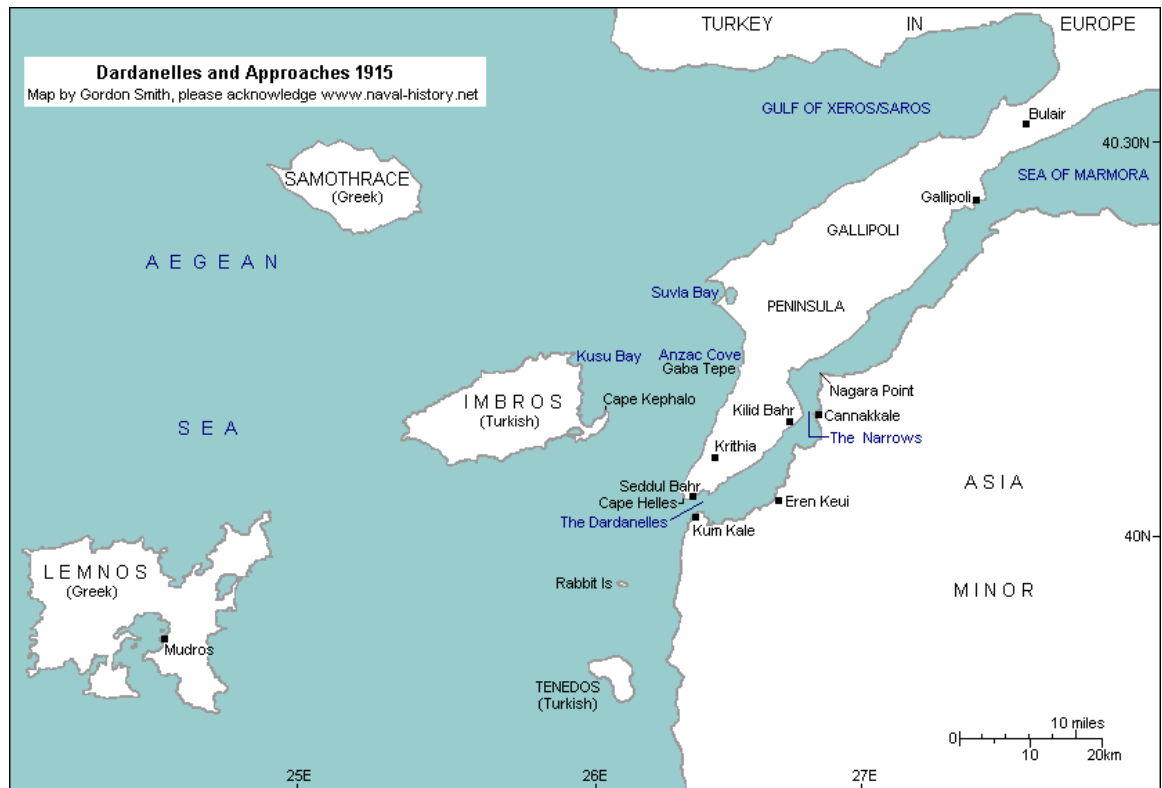 TURKEY IN EUROPE
Dardanelles and Approaches 1915
Map by Gordon Smith, please acknowledge www.naval-history.net
GULF OF XEROS/SAROS
Bulair
40.30N
SEA OF MARMORA
SAMOTHRACE
(Greek)
Gallipoli
GALLIPOLI
AEGEAN
Suvla Bay
PENINSULA
Kusu Bay
Anzac Cove
Gaba Tepe
Nagara Point
IMBROS
(Turkish)
Cape Kephalo
Kilid Bahr
Cannakkale
SEA
The Narrows
Krithia
Seddul Bahr
ASIA
Cape Helles
Eren Keui
The Dardanelles
Kum Kale
40N
LEMNOS
(Greek)
Rabbit Is
MINOR
Mudros
TENEDOS
(Turkish)
10 miles
0
10 20km
25E 26E 27E